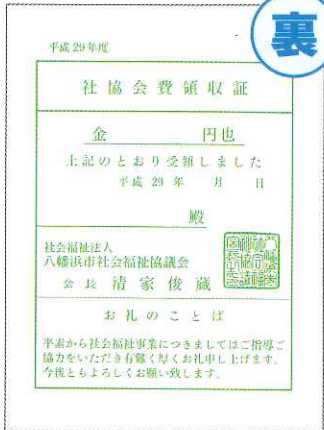 裏
平成29年度
社協会費領収証
金 円也
上記のとおり受領しました
平成 29 年 月 日
殿
社会福祉法人
八幡浜市社会福祉協議会
会長 清家俊蔵
お礼のことば
平素から社会福祉事業につきましてはご指導ご
協力をいただき有難く厚くお礼申し上げます。
今後ともよろしくお願い致します。